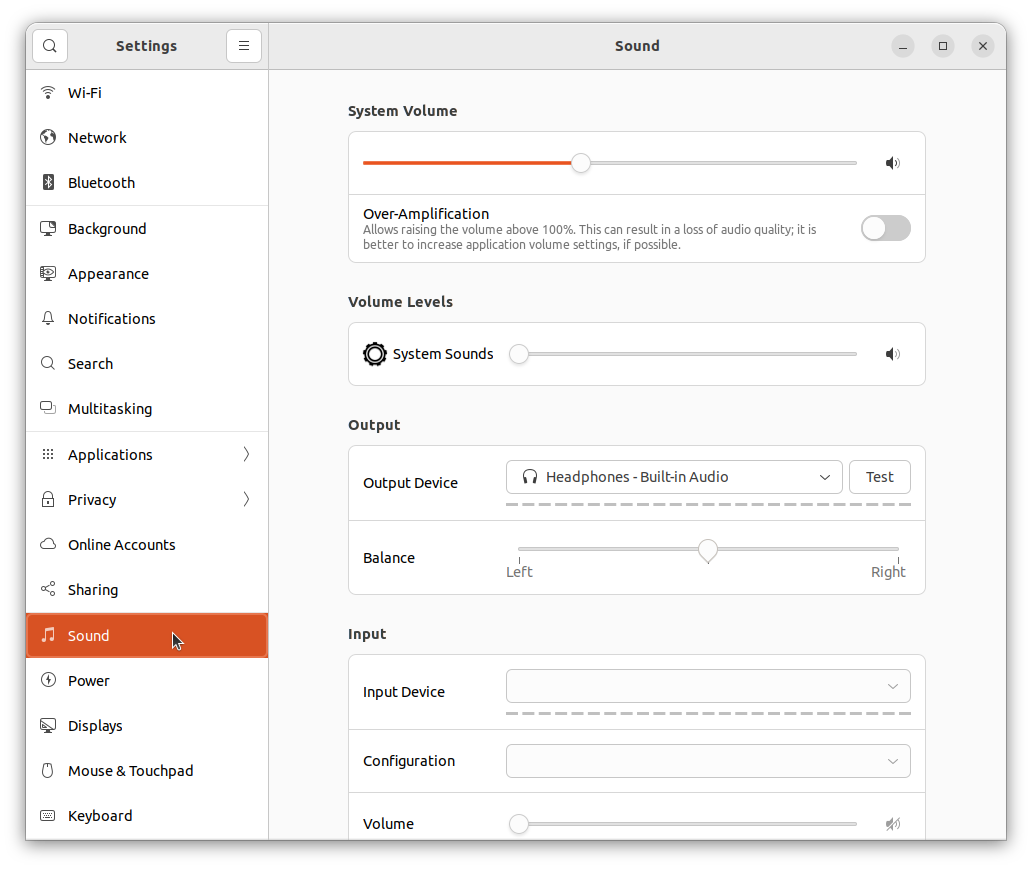 Settings
Sound
Wi-Fi
Network
Bluetooth
Background
Appearance
Notifications
Search
Multitasking
Applications
Privacy
Online Accounts
Sharing
Sound
Power
Displays
Mouse & Touchpad
Keyboard
System Volume
Over-Amplification
Allows raising the volume above 100%. This can result in a loss of audio quality; it is
better to increase application volume settings, if possible.
Volume Levels
System Sounds
Output
Output Device
Headphones - Built-in Audio
Test
Balance
Left
Right
Input
Input Device
Configuration
Volume